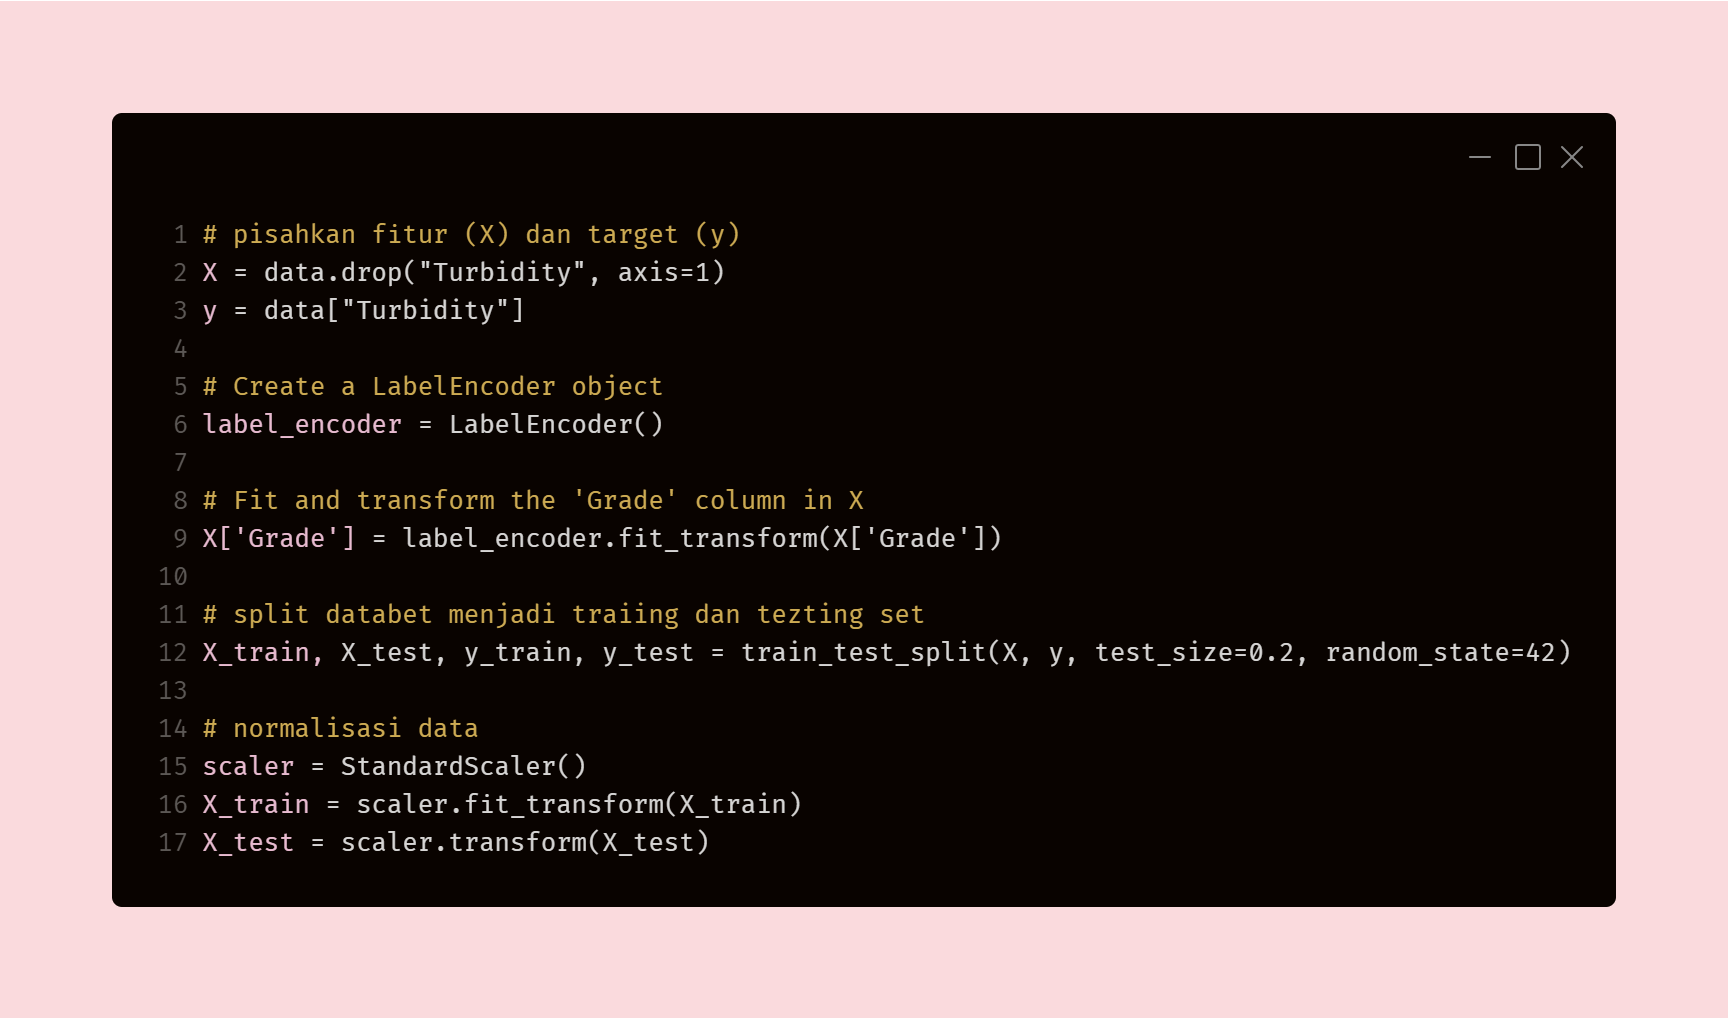 1 # pisahkan fitur (X) dan target (y)
2 X = data.drop("Turbidity", axis=1)
3 y = data["Turbidity"]
4
5 # Create a LabelEncoder object
6 label_encoder = LabelEncoder()
7
8 # Fit and transform the 'Grade' column in X
9 X['Grade'] = label_encoder.fit_transform(X['Grade'])
10
11 # split databet menjadi traiing dan tezting set
12 X_train, X_test, y_train, y_test = train_test_split(X, y, test_size=0.2, random_state=42)
13
14 # normalisasi data
15 scaler = StandardScaler()
16 X_train = scaler.fit_transform(X_train)
17 X_test = scaler.transform(X_test)